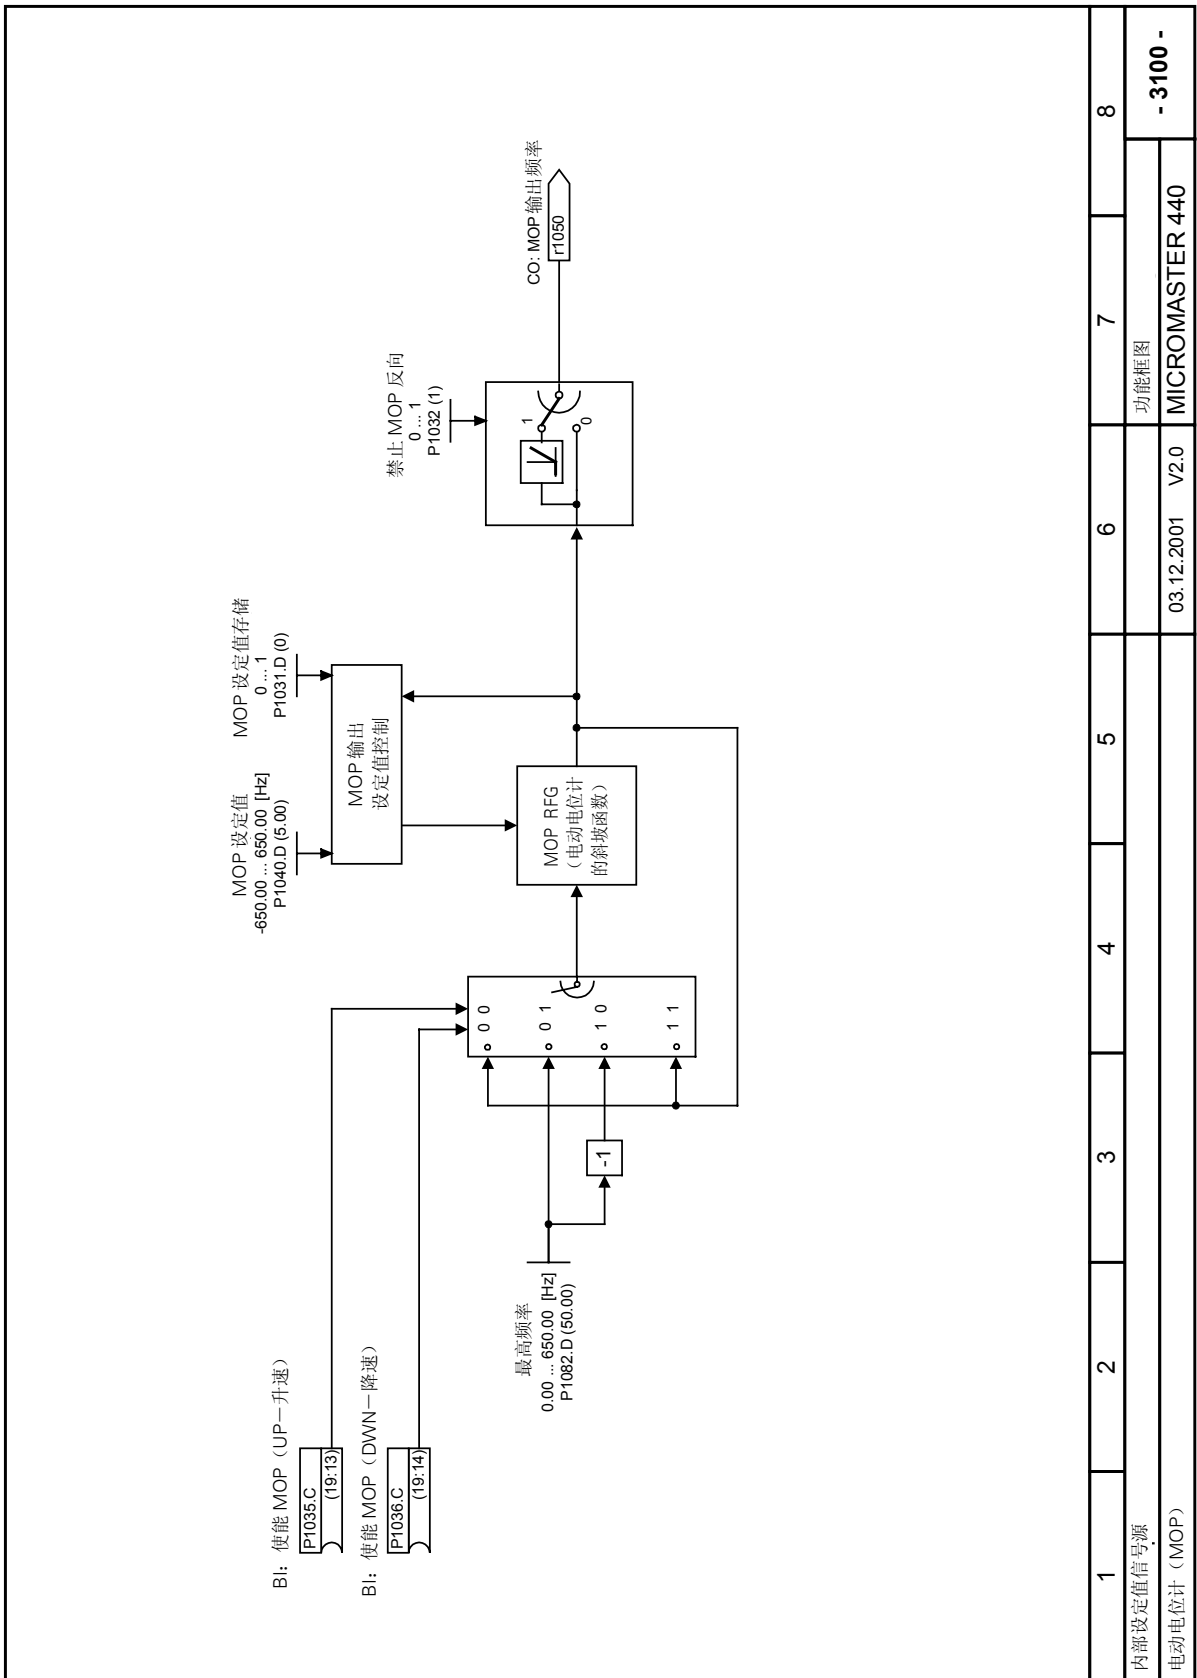 BI：使能 MOP（UP－升速）
P1035.C
(19:13)
BI：使能 MOP（DWN－降速）
P1036.C
(19:14)
最高频率
0.00 ... 650.00 [Hz]
P1082.D (50.00)
-1
0 0
0 1
1 0
1 1
MOP 设定值
-650.00 ... 650.00 [Hz]
P1040.D (5.00)
MOP 设定值存储
0 ... 1
P1031.D (0)
MOP 输出
设定值控制
MOP RFG
（电动电位计
的斜坡函数）
禁止 MOP 反向
0 ... 1
P1032 (1)
1
0
CO: MOP 输出频率
r1050
1
2
3
4
5
6
7
8
内部设定值信号源
功能框图
- 3100 -
电动电位计（MOP）
03.12.2001
V2.0
MICROMASTER 440